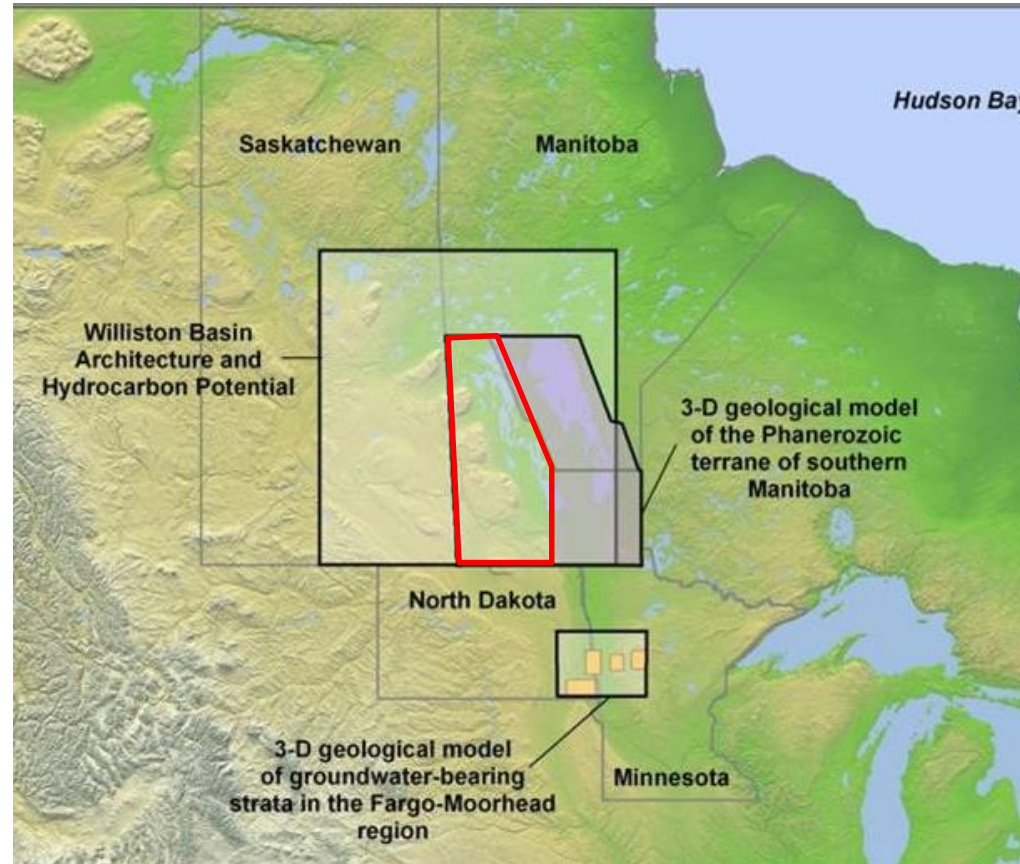 Hudson Bay
Saskatchewan
Manitoba
Williston Basin
Architecture and
Hydrocarbon Potential
3-D geological model
of the Phanerozoic
terrane of southern
Manitoba
North Dakota
3-D geological model
of groundwater-bearing
strata in the Fargo-Moorhead
region
Minnesota